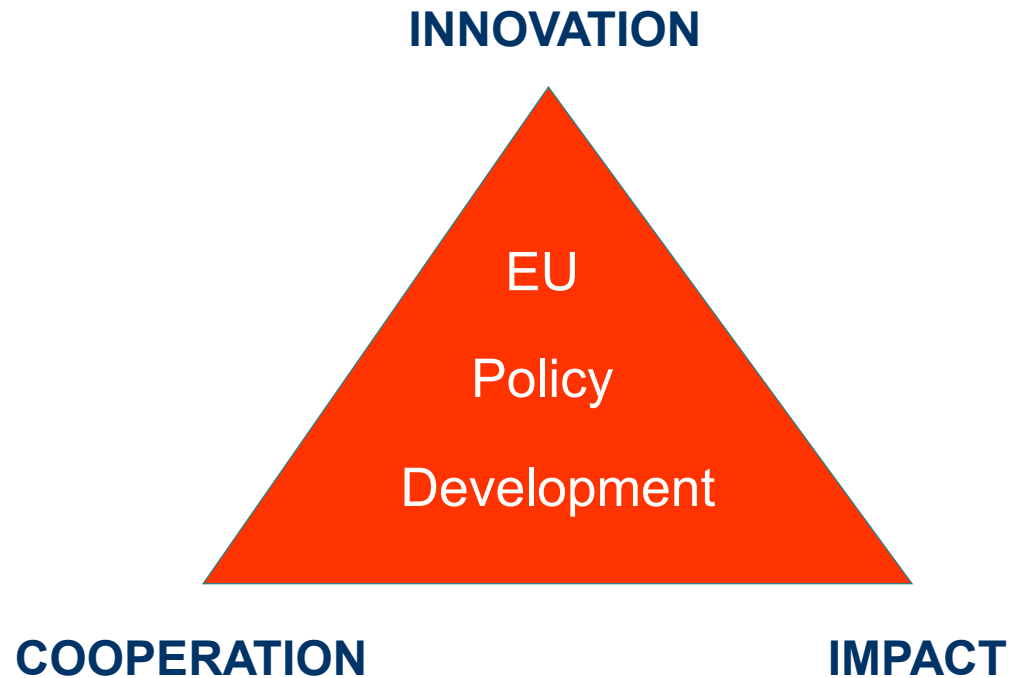 INNOVATION
EU
Policy
Development
COOPERATION
IMPACT